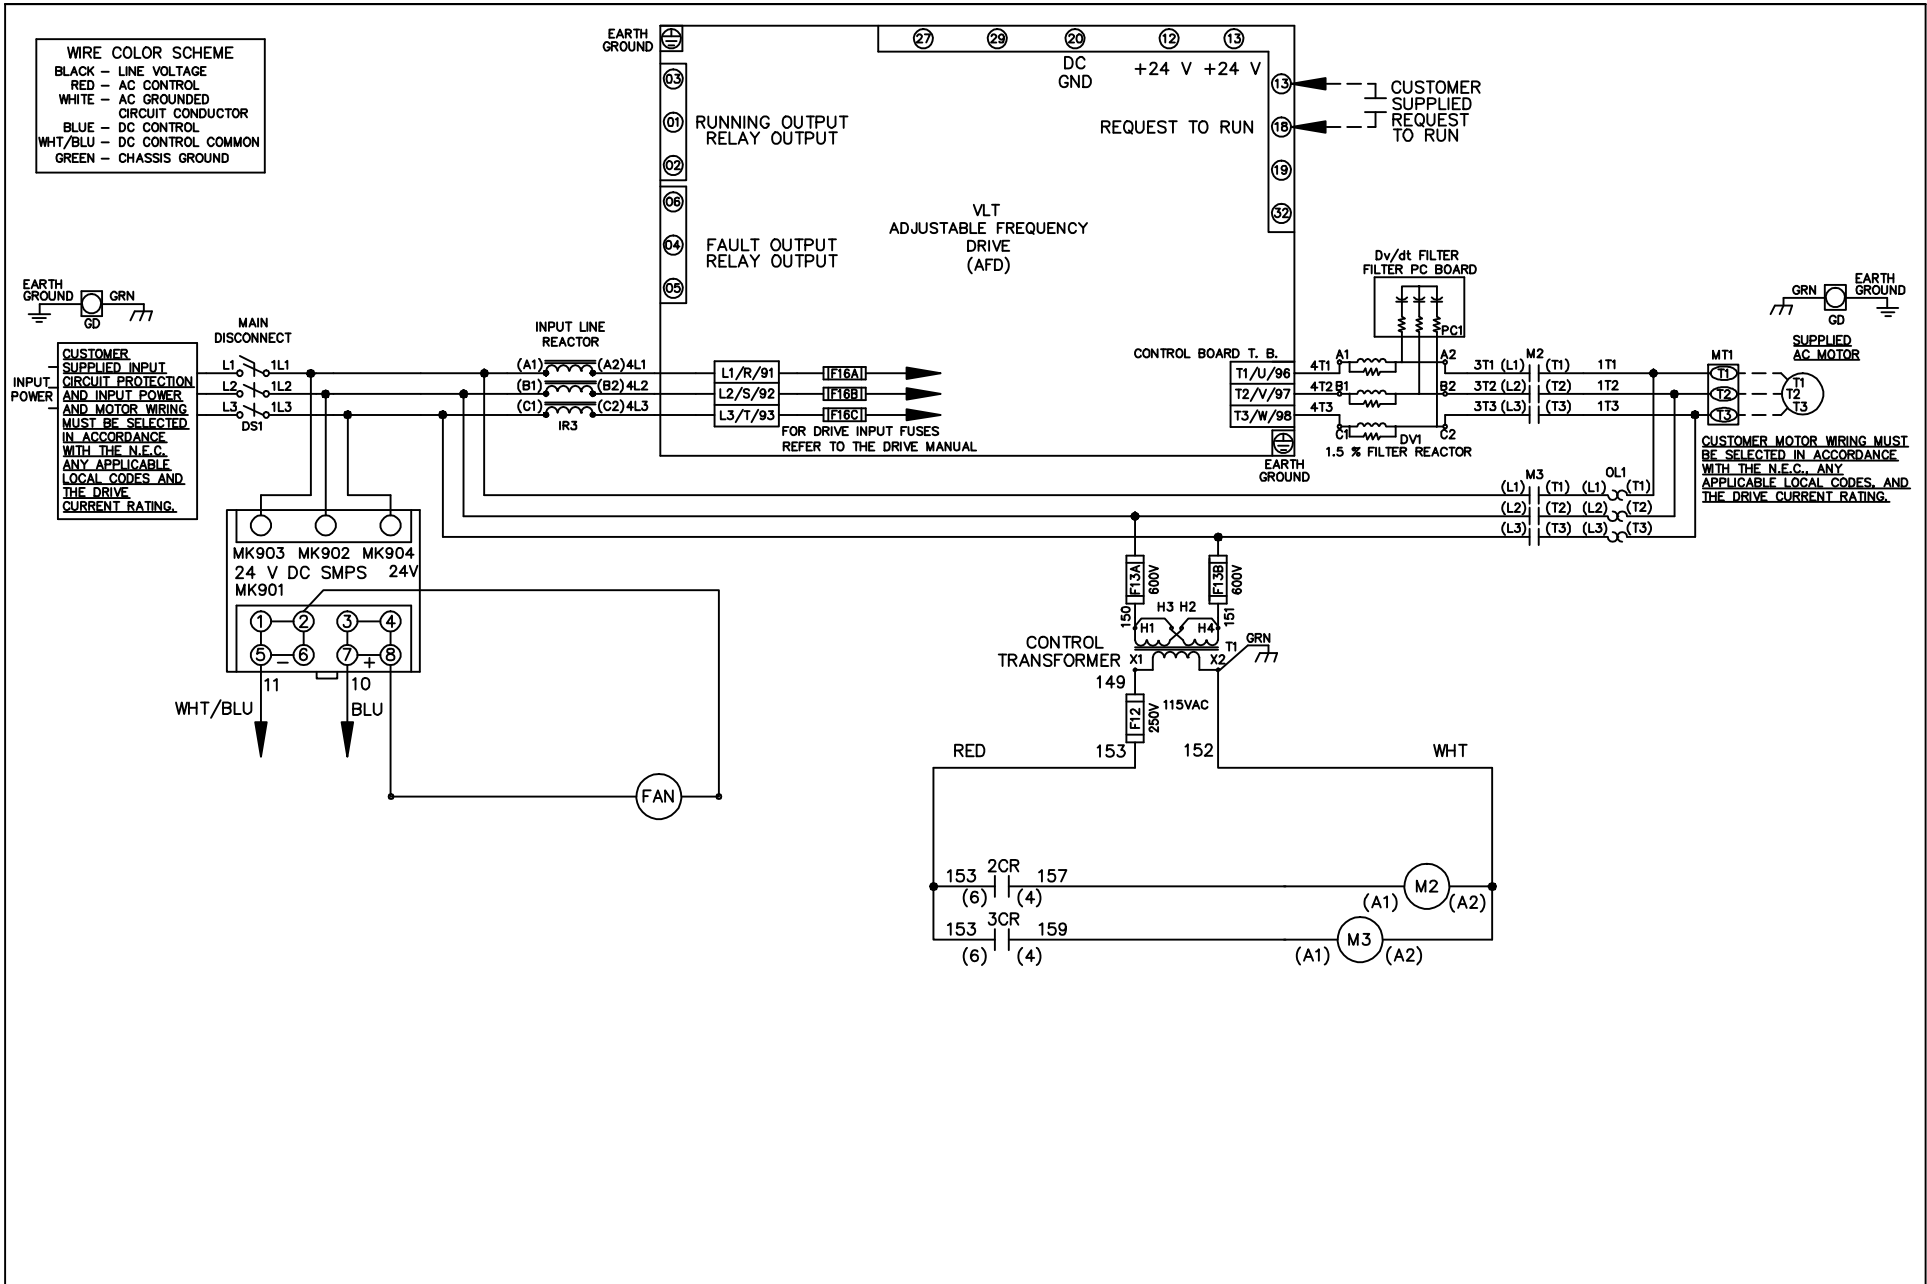 WIRE COLOR SCHEME
BLACK – LINE VOLTAGE
RED – AC CONTROL
WHITE – AC GROUNDED
CIRCUIT CONDUCTOR
BLUE – DC CONTROL
WHT/BLU – DC CONTROL COMMON
GREEN – CHASSIS GROUND
EARTH
GROUND
03
01
02
RUNNING OUTPUT
RELAY OUTPUT
06
04
05
FAULT OUTPUT
RELAY OUTPUT
27
29
20
12
13
DC
GND
+24 V
+24 V
13
REQUEST TO RUN
18
19
32
CUSTOMER
SUPPLIED
REQUEST
TO RUN
VLT
ADJUSTABLE FREQUENCY
DRIVE
(AFD)
Dv/dt FILTER
FILTER PC BOARD
PC1
EARTH
GROUND
GRN
GD
INPUT
POWER
CUSTOMER
SUPPLIED INPUT
CIRCUIT PROTECTION
AND INPUT POWER
AND MOTOR WIRING
MUST BE SELECTED
IN ACCORDANCE
WITH THE N.E.C.
ANY APPLICABLE
LOCAL CODES AND
THE DRIVE
CURRENT RATING.
MAIN
DISCONNECT
L1 1L1
L2 1L2
L3 1L3
DS1
INPUT LINE
REACTOR
(A1) (A2) 4L1
(B1) (B2) 4L2
(C1) (C2) 4L3
IR3
L1/R/91
L2/S/92
L3/T/93
F16A
F16B
F16C
FOR DRIVE INPUT FUSES
REFER TO THE DRIVE MANUAL
CONTROL BOARD T. B.
T1/U/96
T2/V/97
T3/W/98
EARTH
GROUND
4T1 A1 A2
4T2 B1 B2
4T3
C1 C2
DV1
1.5 % FILTER REACTOR
M2
3T1 (L1) (T1) 1T1
3T2 (L2) (T2) 1T2
3T3 (L3) (T3) 1T3
MT1
T1
T2
T3
T1
T2
T3
GRN
EARTH
GROUND
GD
SUPPLIED
AC MOTOR
CUSTOMER MOTOR WIRING MUST
BE SELECTED IN ACCORDANCE
WITH THE N.E.C., ANY
APPLICABLE LOCAL CODES, AND
THE DRIVE CURRENT RATING.
M3 OL1
(L1) (T1) (L1) (T1)
(L2) (T2) (L2) (T2)
(L3) (T3) (L3) (T3)
MK903 MK902 MK904
24 V DC SMPS 24V
MK901
1 2 3 4
5 – 6 7 + 8
11
10
WHT/BLU
BLU
FAN
F13A
600V
F13B
600V
150
151
H3 H2
H1 H4
T1
GRN
CONTROL
TRANSFORMER
X1 X2
149
F12
250V
115VAC
RED
153
152
WHT
153 2CR 157
(6) (4)
M2
(A1) (A2)
153 3CR 159
(6) (4)
M3
(A1) (A2)